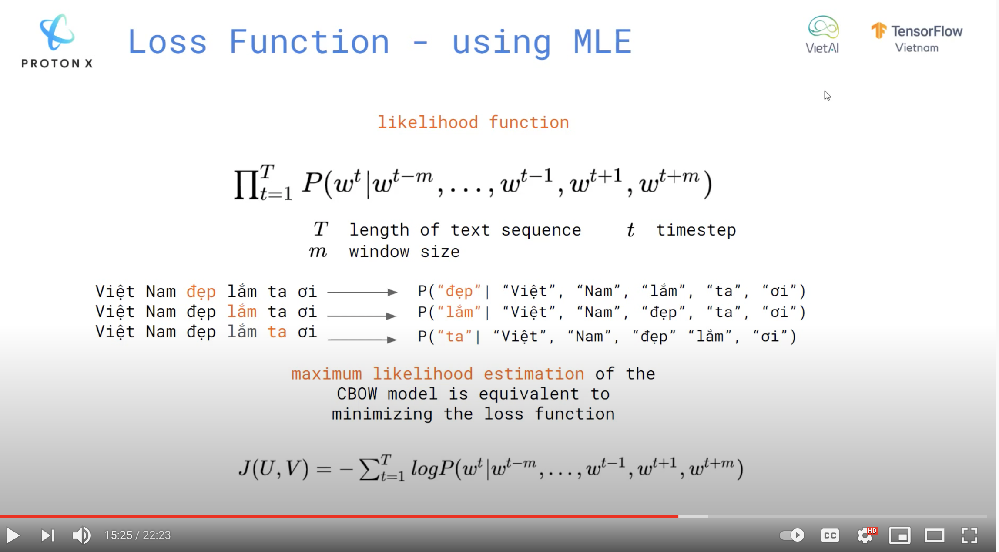 PROTON X
Loss Function - using MLE
VietAI
TensorFlow
Vietnam
likelihood function
∏_{t=1}^{T} P(w^t|w^{t-m}, ..., w^{t-1}, w^{t+1}, w^{t+m})
T length of text sequence t timestep
m window size
Việt Nam đẹp lắm ta ơi P(“đẹp”| “Việt”, “Nam”, “lắm”, “ta”, “ơi”)
Việt Nam đẹp lắm ta ơi P(“lắm”| “Việt”, “Nam”, “đẹp”, “ta”, “ơi”)
Việt Nam đẹp lắm ta ơi P(“ta”| “Việt”, “Nam”, “đẹp” “lắm”, “ơi”)
maximum likelihood estimation of the
CBOW model is equivalent to
minimizing the loss function
J(U, V) = − ∑_{t=1}^{T} logP(w^t|w^{t-m}, ..., w^{t-1}, w^{t+1}, w^{t+m})
15:25 / 22:23
CC
HD